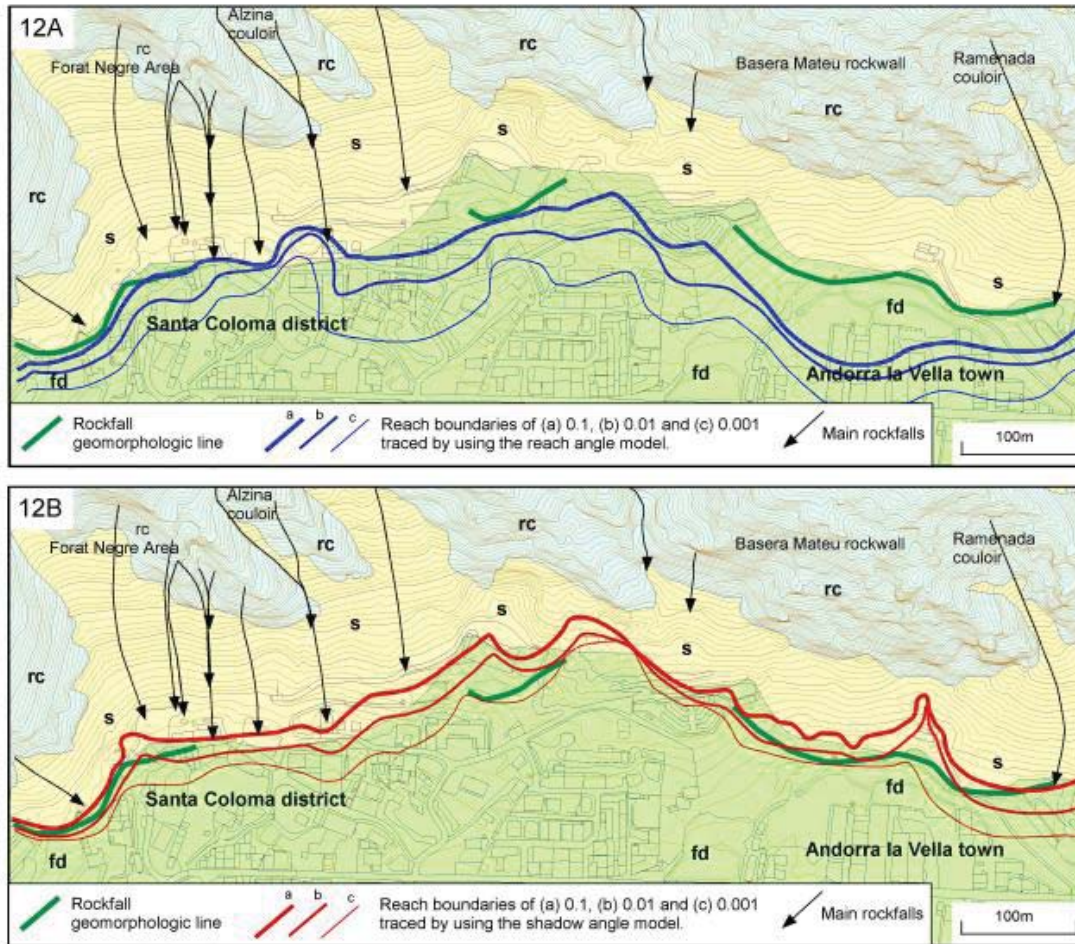 12A
Alzina
couloir
rc
Forat Negre Area
rc
rc
Basera Mateu rockwall
Ramenada
couloir
rc
s
s
s
rc
s
s
Santa Coloma district
fd
fd
fd
Andorra la Vella town
Rockfall
geomorphologic line
a b c
Reach boundaries of (a) 0.1, (b) 0.01 and (c) 0.001
traced by using the reach angle model.
Main rockfalls
100m
12B
Alzina
couloir
rc
Forat Negre Area
rc
rc
Basera Mateu rockwall
Ramenada
couloir
rc
s
s
s
rc
s
s
Santa Coloma district
fd
fd
fd
Andorra la Vella town
Rockfall
geomorphologic line
a b c
Reach boundaries of (a) 0.1, (b) 0.01 and (c) 0.001
traced by using the shadow angle model.
Main rockfalls
100m